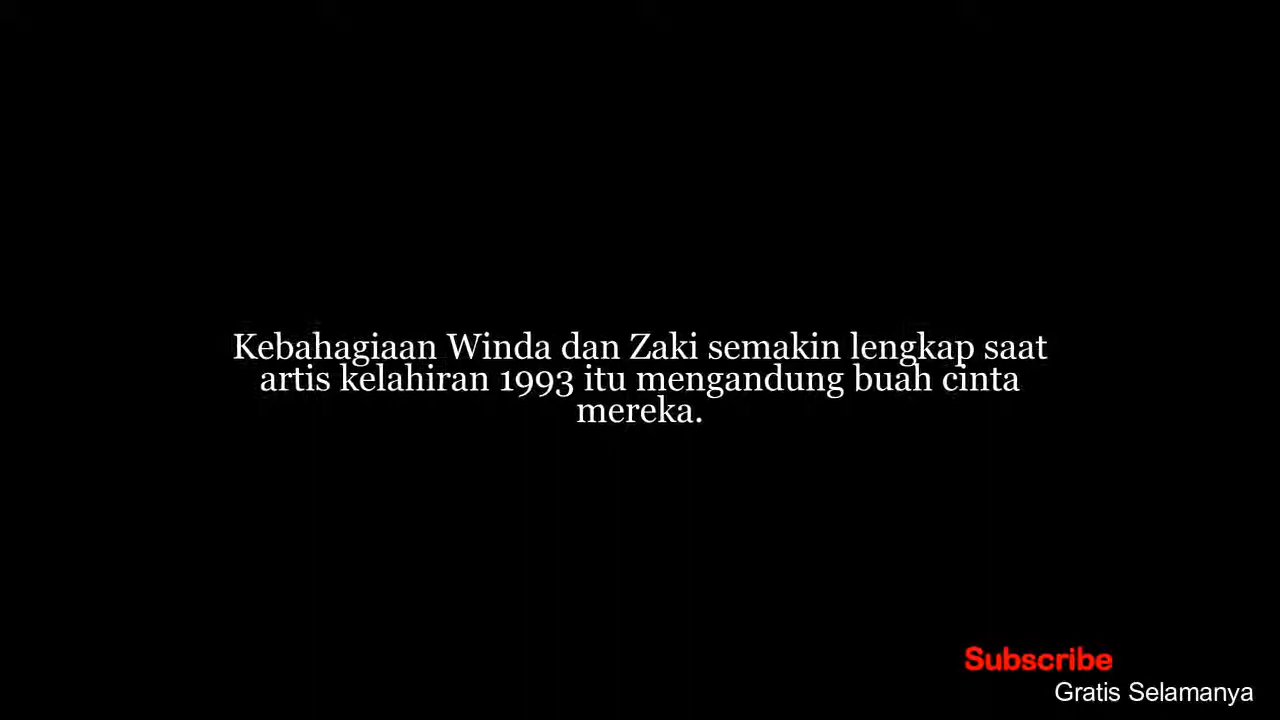 Kebahagiaan Winda dan Zaki semakin lengkap saat
artis kelahiran 1993 itu mengandung buah cinta
mereka.
Subscribe
Gratis Selamanya